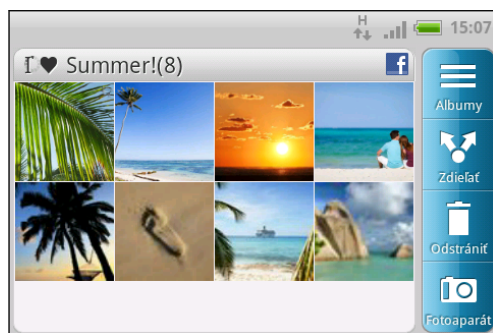 H
15:07
I♥ Summer!(8)
f
Albumy
Zdieľať
Odstrániť
Fotoaparát